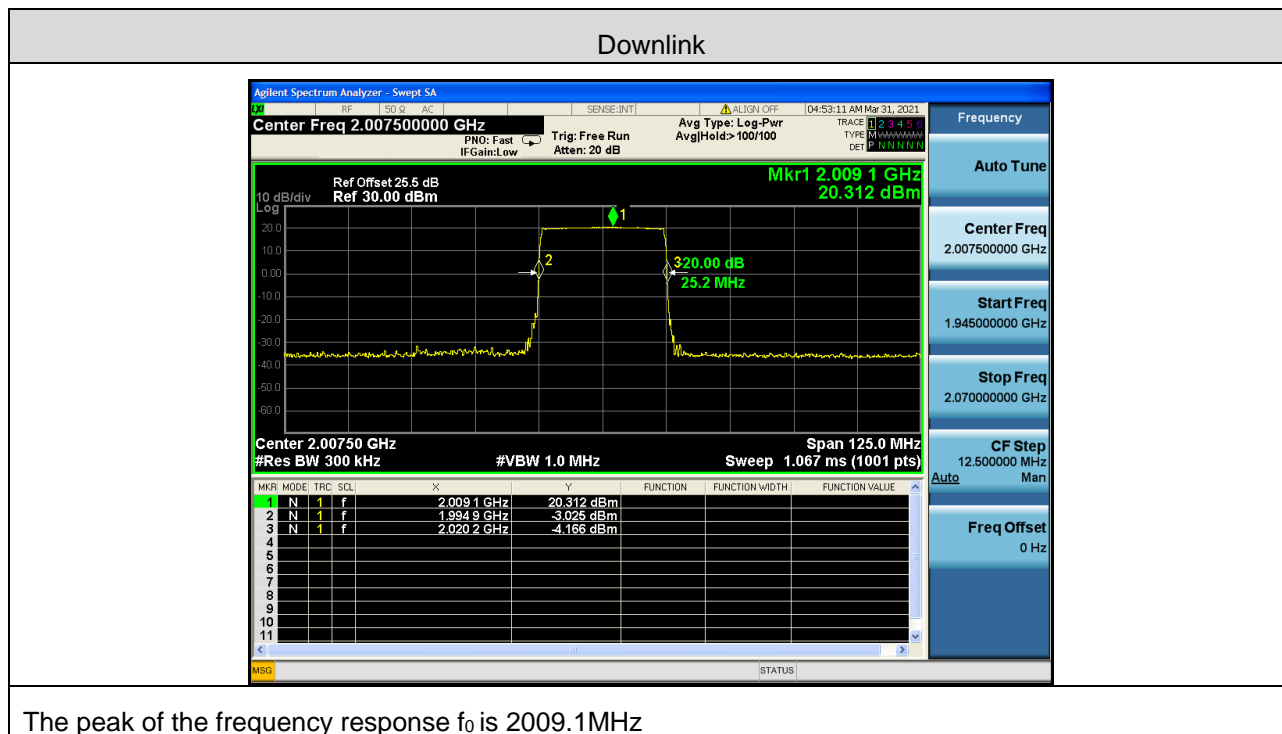 Downlink
Agilent Spectrum Analyzer - Swept SA
LXI RF 50 Ω AC SENSE:INT ALIGN OFF 04:53:11 AM Mar 31, 2021
Center Freq 2.007500000 GHz
PNO: Fast
IFGain:Low
Trig: Free Run
Atten: 20 dB
Avg Type: Log-Pwr
Avg|Hold:>100/100
TRACE 1 2 3 4 5 6
TYPE M
DET P N N N N N
Mkr1 2.009 1 GHz
20.312 dBm
Ref Offset 25.5 dB
10 dB/div Ref 30.00 dBm
Log
20.0
10.0
0.00
-10.0
-20.0
-30.0
-40.0
-50.0
-60.0
1
2
3
-20.00 dB
25.2 MHz
Center 2.00750 GHz Span 125.0 MHz
#Res BW 300 kHz #VBW 1.0 MHz Sweep 1.067 ms (1001 pts)
MKR MODE TRC SCL X Y FUNCTION FUNCTION WIDTH FUNCTION VALUE
1 N 1 f 2.009 1 GHz 20.312 dBm
2 N 1 f 1.994 9 GHz -3.025 dBm
3 N 1 f 2.020 2 GHz -4.166 dBm
4
5
6
7
8
9
10
11
MSG STATUS
Frequency
Auto Tune
Center Freq
2.007500000 GHz
Start Freq
1.945000000 GHz
Stop Freq
2.070000000 GHz
CF Step
12.500000 MHz
Auto Man
Freq Offset
0 Hz
The peak of the frequency response f0 is 2009.1MHz